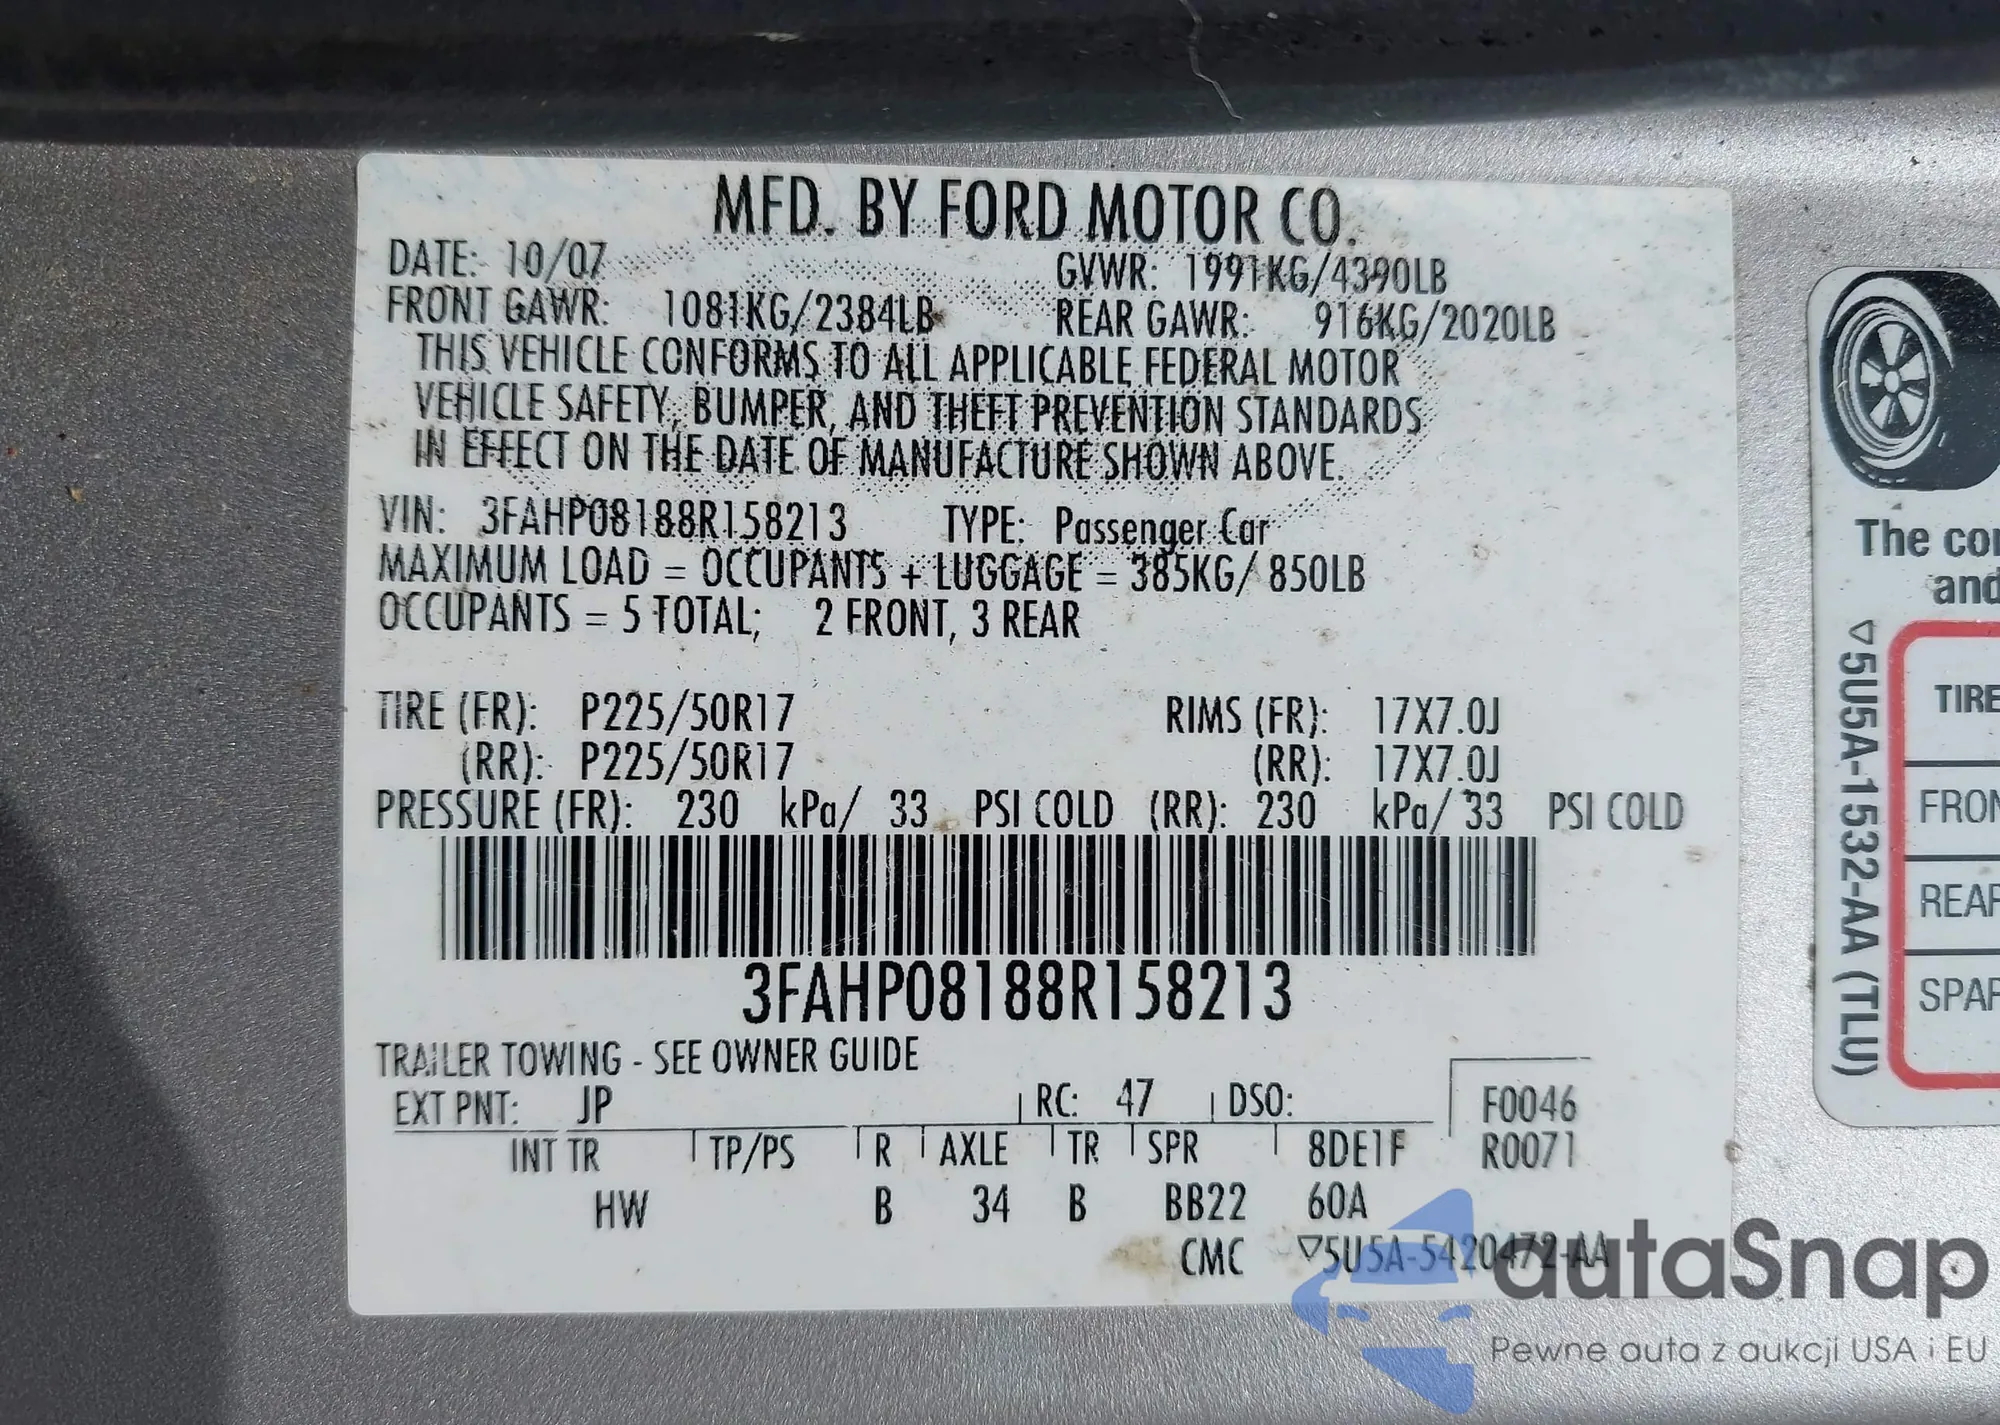 MFD. BY FORD MOTOR CO.
DATE: 10/07 GVWR: 1991KG/4390LB
FRONT GAWR: 1081KG/2384LB REAR GAWR: 916KG/2020LB
THIS VEHICLE CONFORMS TO ALL APPLICABLE FEDERAL MOTOR
VEHICLE SAFETY, BUMPER, AND THEFT PREVENTION STANDARDS
IN EFFECT ON THE DATE OF MANUFACTURE SHOWN ABOVE.
VIN: 3FAHP08188R158213 TYPE: Passenger Car
MAXIMUM LOAD = OCCUPANTS + LUGGAGE = 385KG/ 850LB
OCCUPANTS = 5 TOTAL; 2 FRONT, 3 REAR
TIRE (FR): P225/50R17 RIMS (FR): 17X7.0J
(RR): P225/50R17 (RR): 17X7.0J
PRESSURE (FR): 230 kPa/ 33 PSI COLD (RR): 230 kPa/ 33 PSI COLD
3FAHP08188R158213
TRAILER TOWING - SEE OWNER GUIDE
EXT PNT: JP RC: 47 DSO: F0046
INT TR TP/PS R AXLE TR SPR 8DE1F R0071
HW B 34 B BB22 60A
CMC ▽5U5A-5420472-AA
The con
and
▽5U5A-1532-AA (TLU)
TIRE
FRON
REAR
SPAR
autaSnap
Pewne auta z aukcji USA i EU